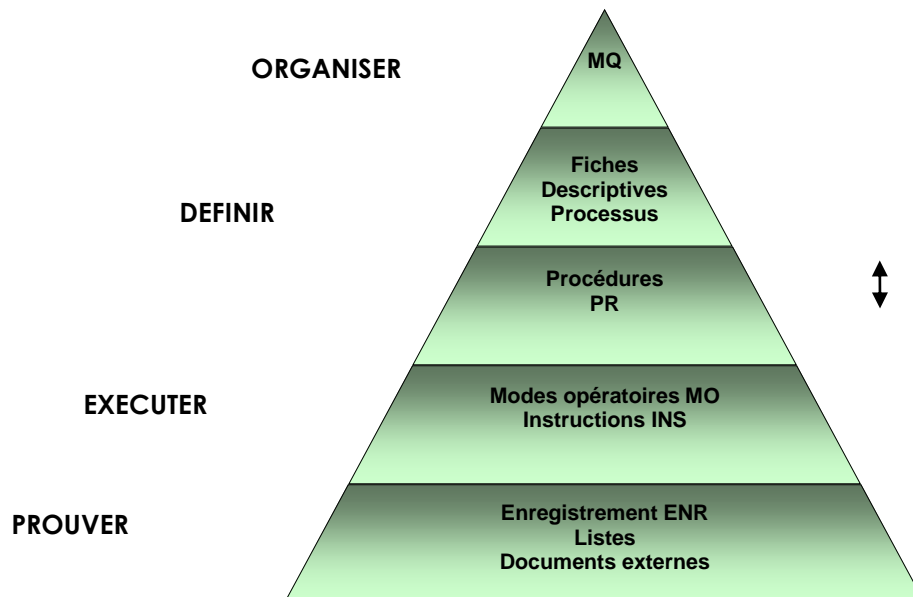 MQ
ORGANISER
Fiches
Descriptives
Processus
DEFINIR
Procédures
PR
Modes opératoires MO
Instructions INS
EXECUTER
Enregistrement ENR
Listes
Documents externes
PROUVER